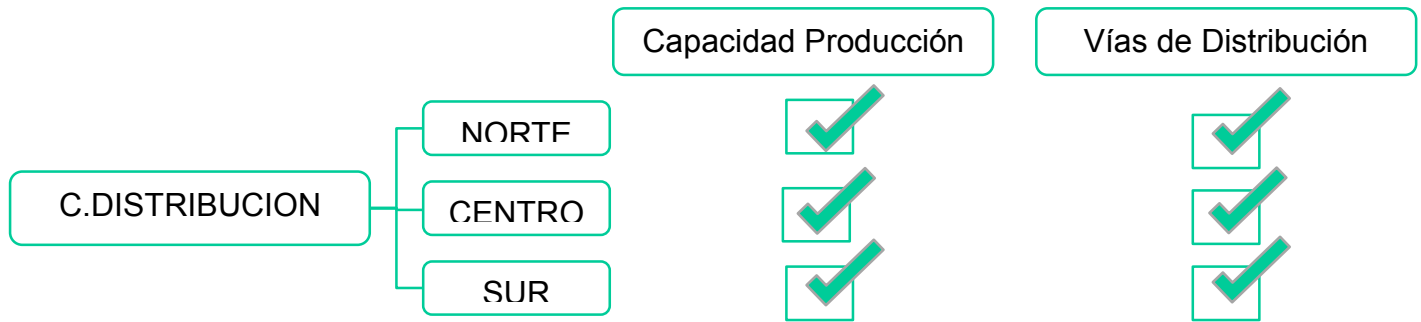 Capacidad Producción
Vías de Distribución
NORTE
C.DISTRIBUCION
CENTRO
SUR